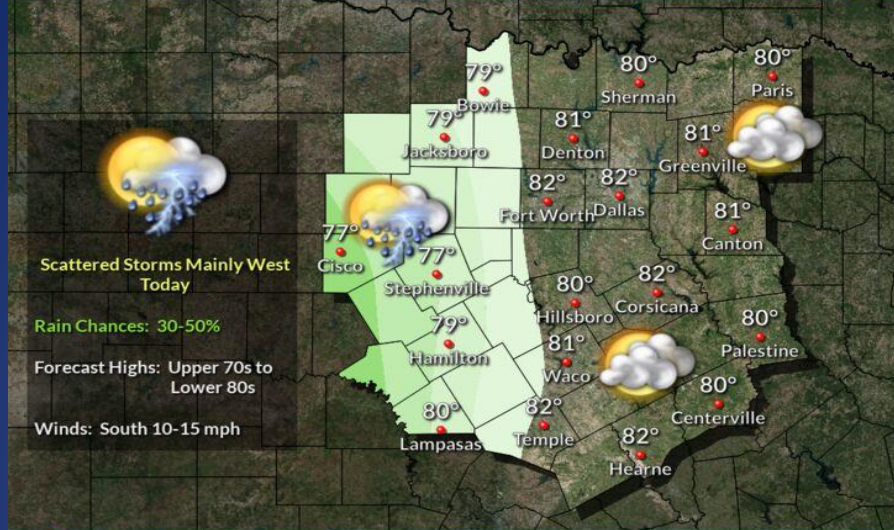 Scattered Storms Mainly West
Today
Rain Chances: 30-50%
Forecast Highs: Upper 70s to
Lower 80s
Winds: South 10-15 mph
79°
Bowie
80°
Sherman
80°
Paris
79°
Jacksboro
81°
Denton
81°
Greenville
82°
Fort Worth
82°
Dallas
81°
Canton
77°
Cisco
77°
Stephenville
80°
Hillsboro
82°
Corsicana
79°
Hamilton
81°
Waco
80°
Palestine
80°
Lampasas
82°
Temple
80°
Centerville
82°
Hearne